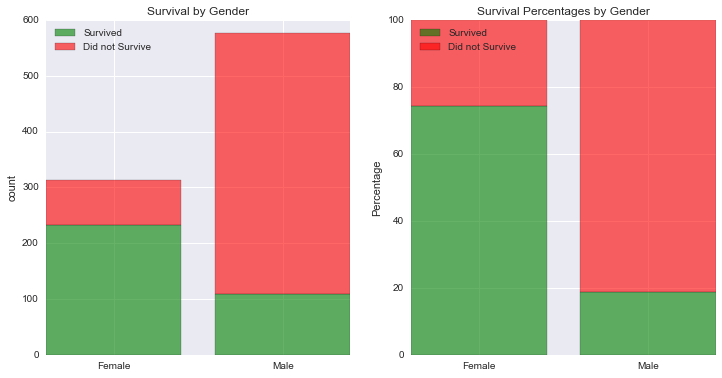 Survival by Gender
Survived
Did not Survive
600
500
400
300
200
100
0
count
Female
Male
Survival Percentages by Gender
Survived
Did not Survive
100
80
60
40
20
0
Percentage
Female
Male